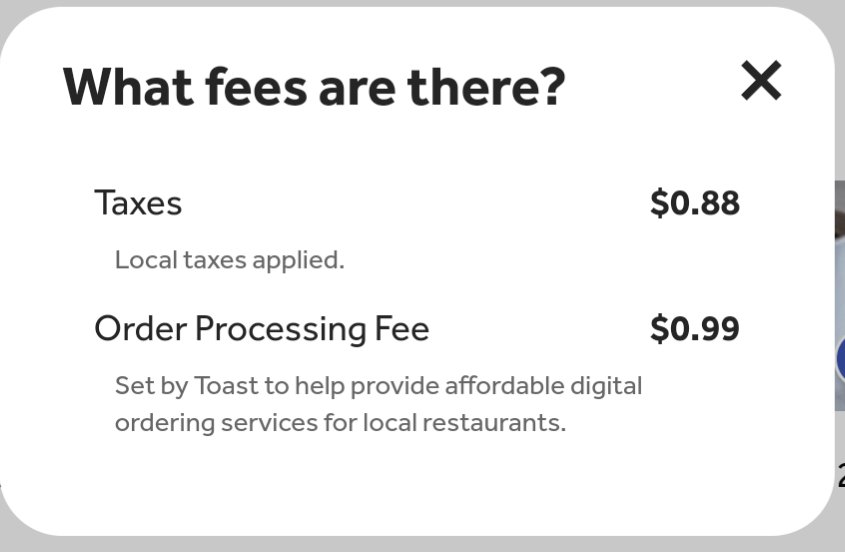 What fees are there?
Taxes $0.88
Local taxes applied.
Order Processing Fee $0.99
Set by Toast to help provide affordable digital
ordering services for local restaurants.